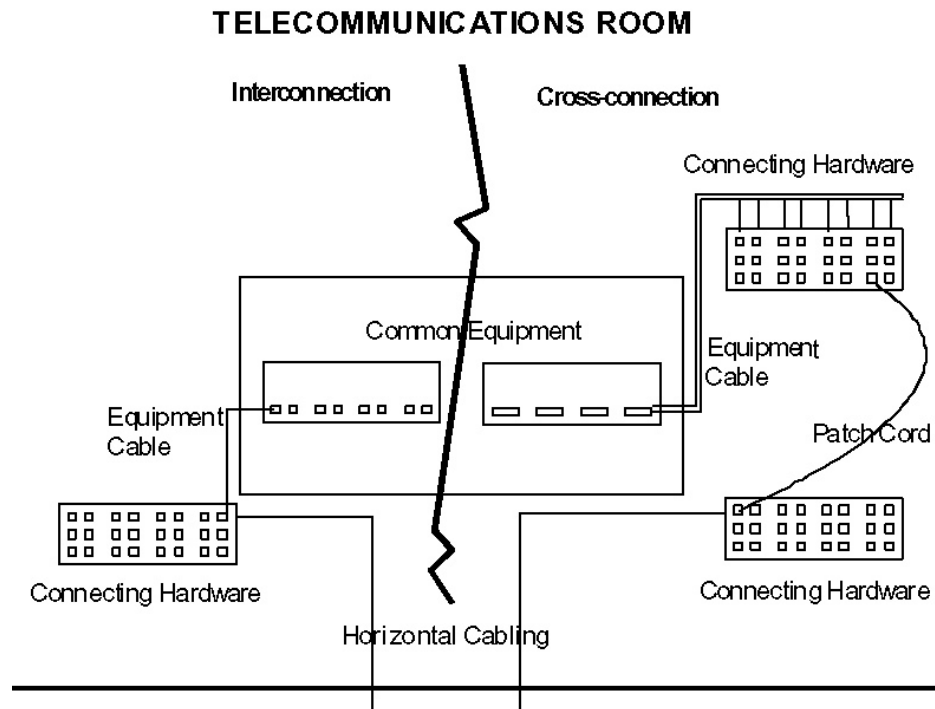 TELECOMMUNICATIONS ROOM
Interconnection
Cross-connection
Connecting Hardware
Common Equipment
Equipment
Cable
Equipment
Cable
Patch Cord
Connecting Hardware
Connecting Hardware
Horizontal Cabling